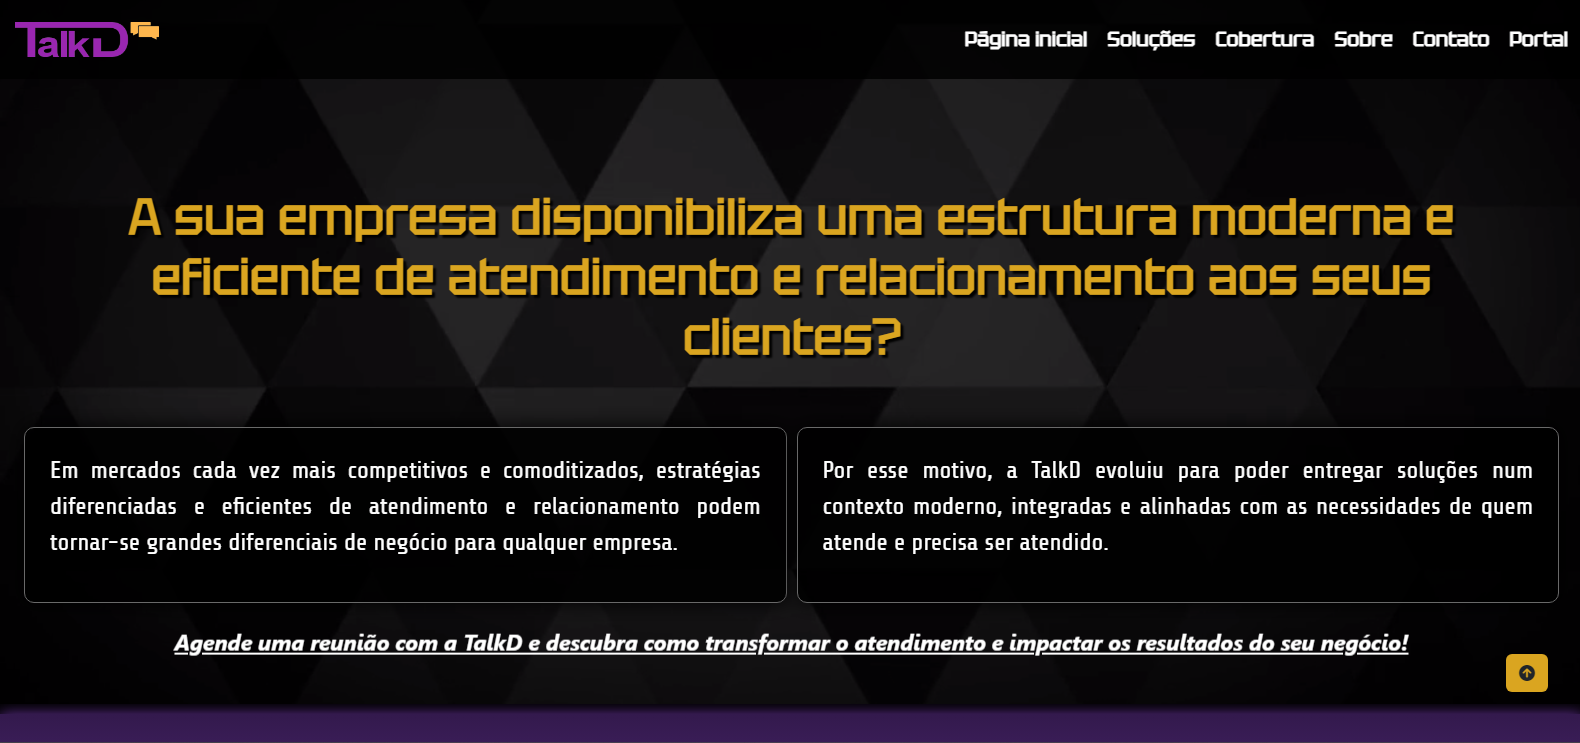 TalkD
Página inicial Soluções Cobertura Sobre Contato Portal
A sua empresa disponibiliza uma estrutura moderna e
eficiente de atendimento e relacionamento aos seus
clientes?
Em mercados cada vez mais competitivos e comoditizados, estratégias
diferenciadas e eficientes de atendimento e relacionamento podem
tornar-se grandes diferenciais de negócio para qualquer empresa.
Por esse motivo, a TalkD evoluiu para poder entregar soluções num
contexto moderno, integradas e alinhadas com as necessidades de quem
atende e precisa ser atendido.
Agende uma reunião com a TalkD e descubra como transformar o atendimento e impactar os resultados do seu negócio!